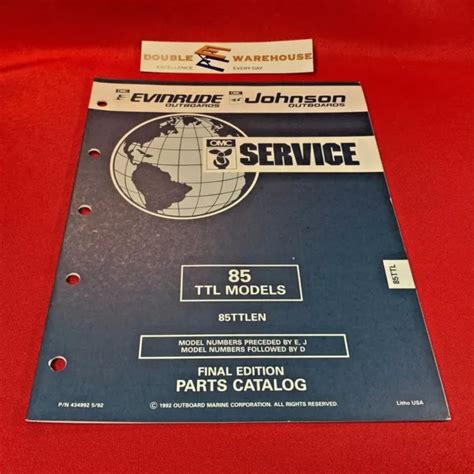 DOUBLE WAREHOUSE
EXCELLENCE EVERY DAY
OMC EVINRUDE OUTBOARDS
OMC Johnson OUTBOARDS
OMC SERVICE
85
TTL MODELS
85TTL
85TTLEN
MODEL NUMBERS PRECEDED BY E, J
MODEL NUMBERS FOLLOWED BY D
FINAL EDITION
PARTS CATALOG
P/N 434992 5/92
© 1992 OUTBOARD MARINE CORPORATION. ALL RIGHTS RESERVED.
Litho USA